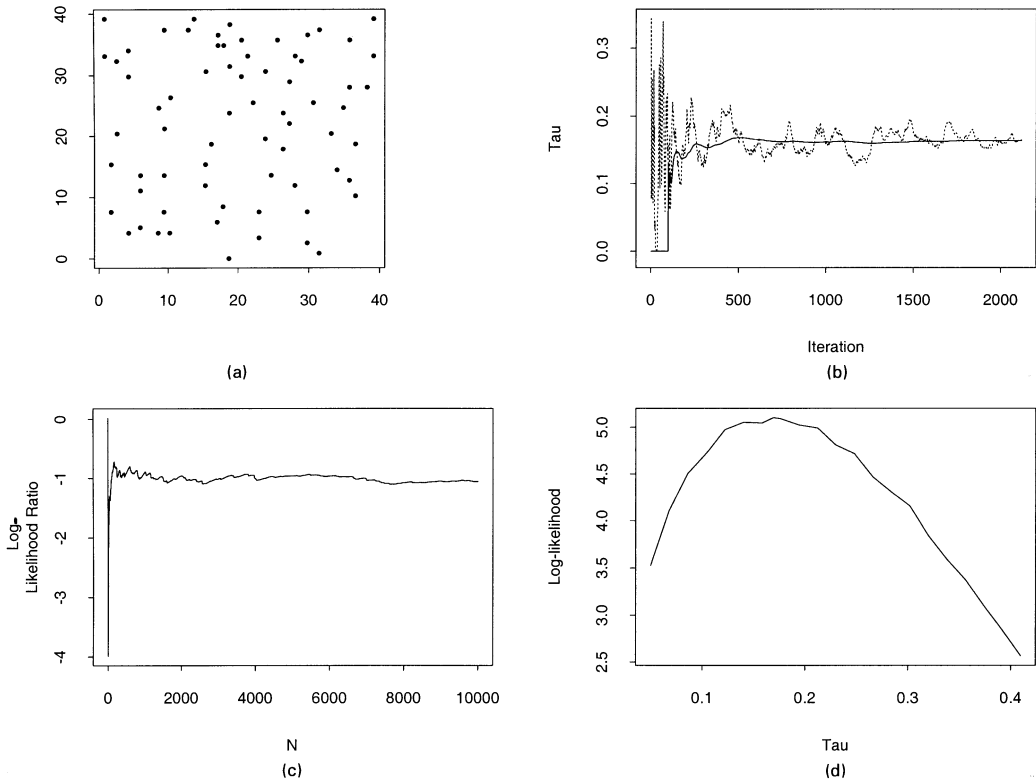 40
30
20
10
0
0 10 20 30 40
(a)
Tau
0.3
0.2
0.1
0.0
0 500 1000 1500 2000
Iteration
(b)
Log-
Likelihood Ratio
0
-1
-2
-3
-4
0 2000 4000 6000 8000 10000
N
(c)
Log-likelihood
5.0
4.5
4.0
3.5
3.0
2.5
0.1 0.2 0.3 0.4
Tau
(d)